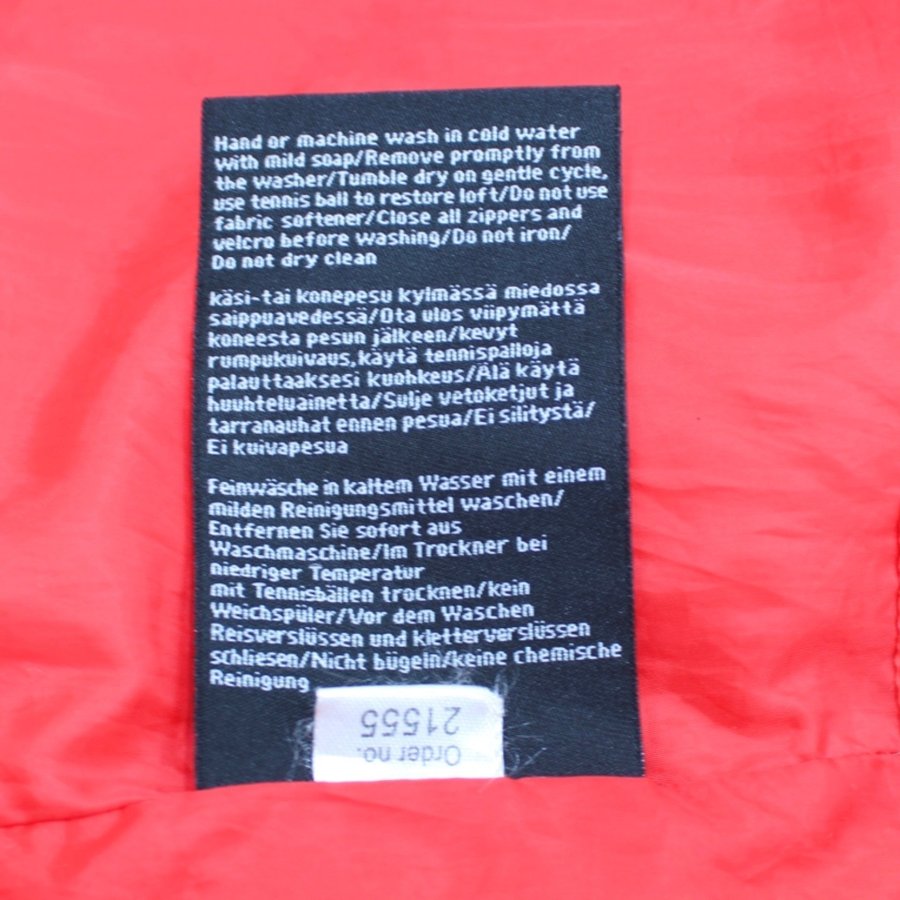 Hand or machine wash in cold water
with mild soap/Remove promptly from
the washer/Tumble dry on gentle cycle,
use tennis ball to restore loft/Do not use
fabric softener/Close all zippers and
velcro before washing/Do not iron/
Do not dry clean
käsi-tai konepesu kylmässä miedossa
saippuavedessä/Ota ulos viipymättä
koneesta pesun jälkeen/kevyt
rumpukuivaus,käytä tennispalloja
palauttaaksesi kuohkeus/Älä käytä
huuhteluainetta/Sulje vetoketjut ja
tarranauhat ennen pesua/Ei silitystä/
Ei kuivapesua
Feinwäsche in kaltem Wasser mit einem
milden Reinigungsmittel waschen/
Entfernen Sie sofort aus
Waschmaschine/Im Trockner bei
niedriger Temperatur
mit Tennisbällen trocknen/kein
Weichspüler/Vor dem Waschen
Reisverslüssen und kletterverslüssen
schliesen/Nicht bügeln/keine chemische
Reinigung
Order no.
21555